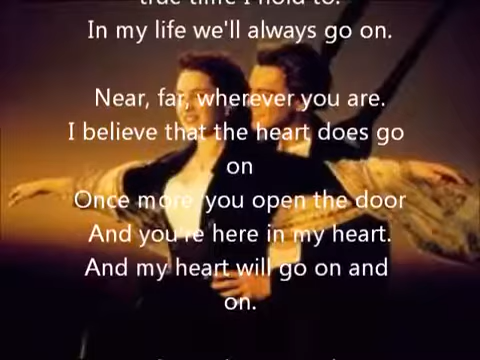 true time I hold to.
In my life we'll always go on.
Near, far, wherever you are.
I believe that the heart does go
on
Once more you open the door
And you're here in my heart.
And my heart will go on and
on.